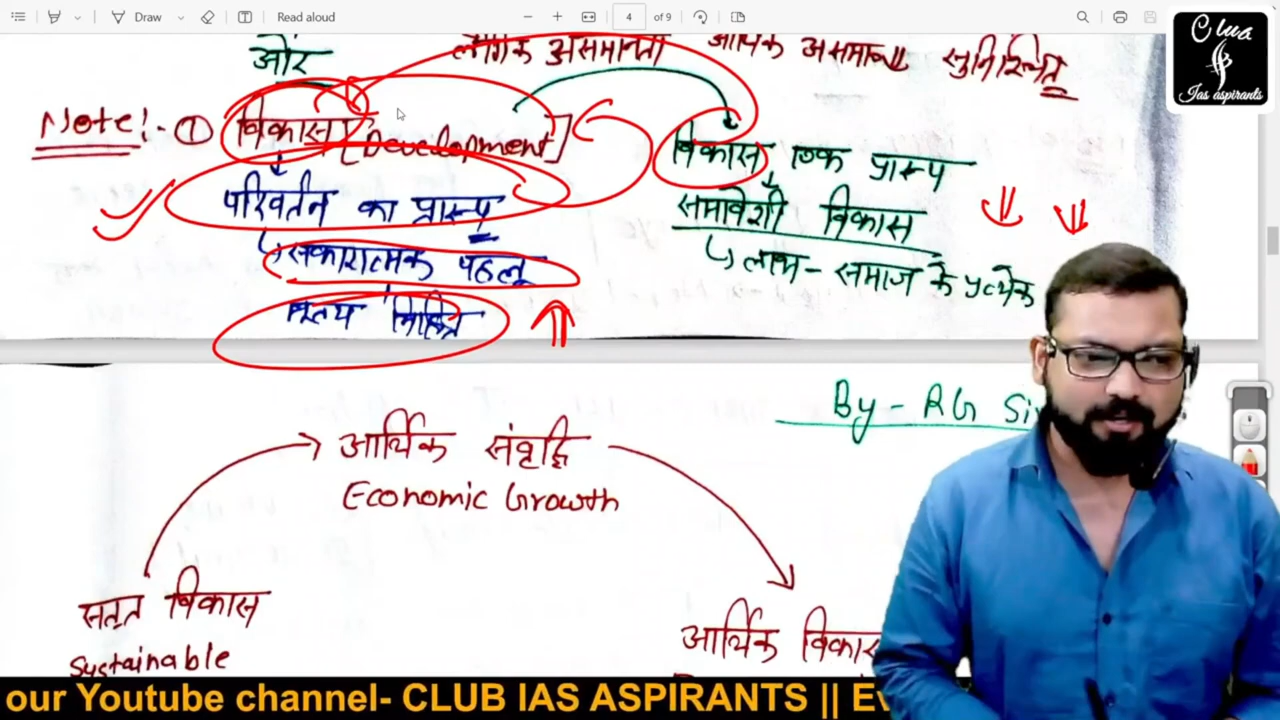 Draw
Read aloud
4 of 9
Club
Ias aspirants
और
लैंगिक असमानता आर्थिक असमानता सुनिश्चित
Note:- ① विकास [Development]
परिवर्तन का प्रारूप
सकारात्मक पहलू
मूल्य निहित
विकास एक प्रारूप
समावेशी विकास
लाभ - समाज के प्रत्येक
By - RG Si
आर्थिक संवृद्धि
Economic Growth
सतत विकास
Sustainable
आर्थिक विकास
our Youtube channel- CLUB IAS ASPIRANTS || E